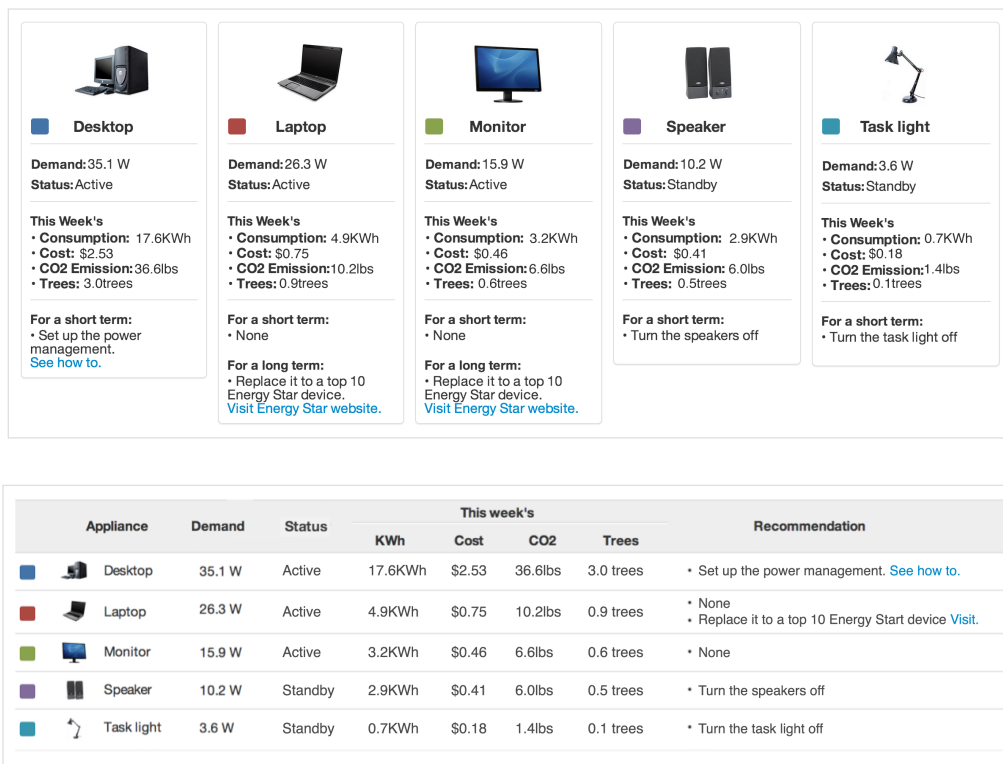 Desktop
Demand: 35.1 W
Status: Active
This Week's
• Consumption: 17.6KWh
• Cost: $2.53
• CO2 Emission: 36.6lbs
• Trees: 3.0trees
For a short term:
• Set up the power
management.
See how to.
Laptop
Demand: 26.3 W
Status: Active
This Week's
• Consumption: 4.9KWh
• Cost: $0.75
• CO2 Emission: 10.2lbs
• Trees: 0.9trees
For a short term:
• None
For a long term:
• Replace it to a top 10
Energy Star device.
Visit Energy Star website.
Monitor
Demand: 15.9 W
Status: Active
This Week's
• Consumption: 3.2KWh
• Cost: $0.46
• CO2 Emission: 6.6lbs
• Trees: 0.6trees
For a short term:
• None
For a long term:
• Replace it to a top 10
Energy Star device.
Visit Energy Star website.
Speaker
Demand: 10.2 W
Status: Standby
This Week's
• Consumption: 2.9KWh
• Cost: $0.41
• CO2 Emission: 6.0lbs
• Trees: 0.5trees
For a short term:
• Turn the speakers off
Task light
Demand: 3.6 W
Status: Standby
This Week's
• Consumption: 0.7KWh
• Cost: $0.18
• CO2 Emission: 1.4lbs
• Trees: 0.1trees
For a short term:
• Turn the task light off
This week's
Appliance Demand Status KWh Cost CO2 Trees Recommendation
Desktop 35.1 W Active 17.6KWh $2.53 36.6lbs 3.0 trees • Set up the power management. See how to.
Laptop 26.3 W Active 4.9KWh $0.75 10.2lbs 0.9 trees • None
• Replace it to a top 10 Energy Start device Visit.
Monitor 15.9 W Active 3.2KWh $0.46 6.6lbs 0.6 trees • None
Speaker 10.2 W Standby 2.9KWh $0.41 6.0lbs 0.5 trees • Turn the speakers off
Task light 3.6 W Standby 0.7KWh $0.18 1.4lbs 0.1 trees • Turn the task light off